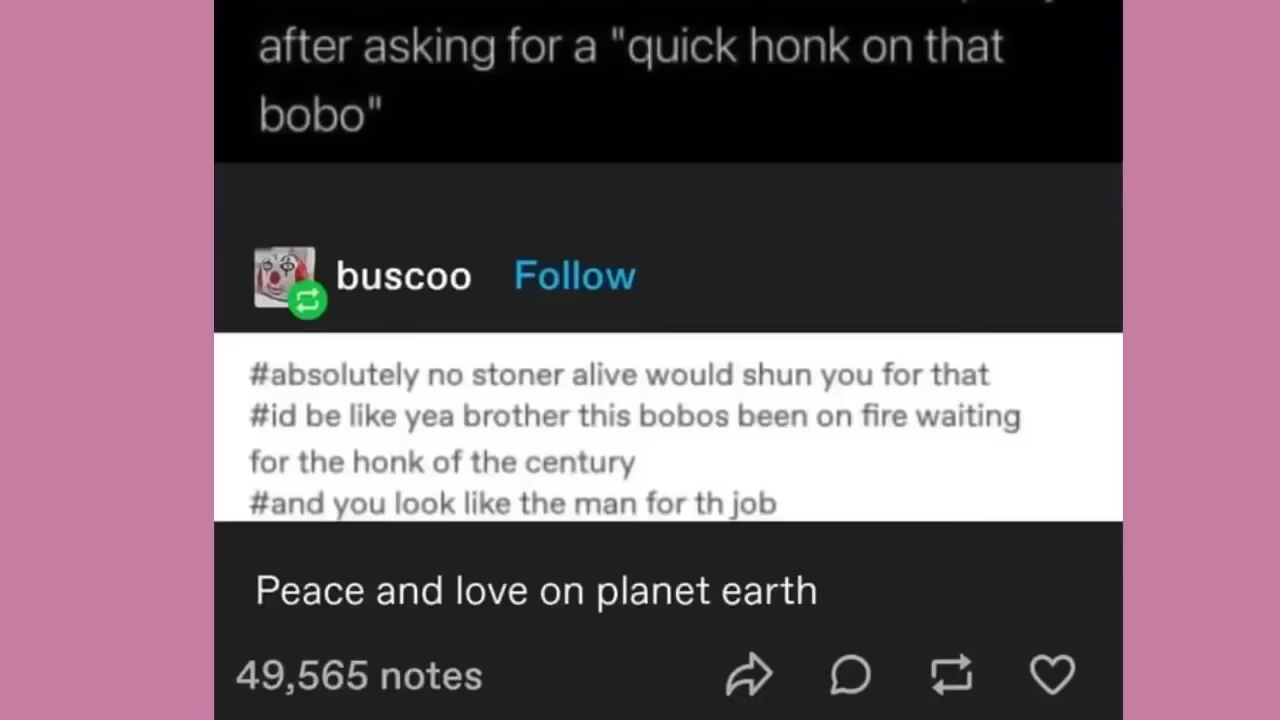 after asking for a "quick honk on that
bobo"
buscoo Follow
#absolutely no stoner alive would shun you for that
#id be like yea brother this bobos been on fire waiting
for the honk of the century
#and you look like the man for th job
Peace and love on planet earth
49,565 notes